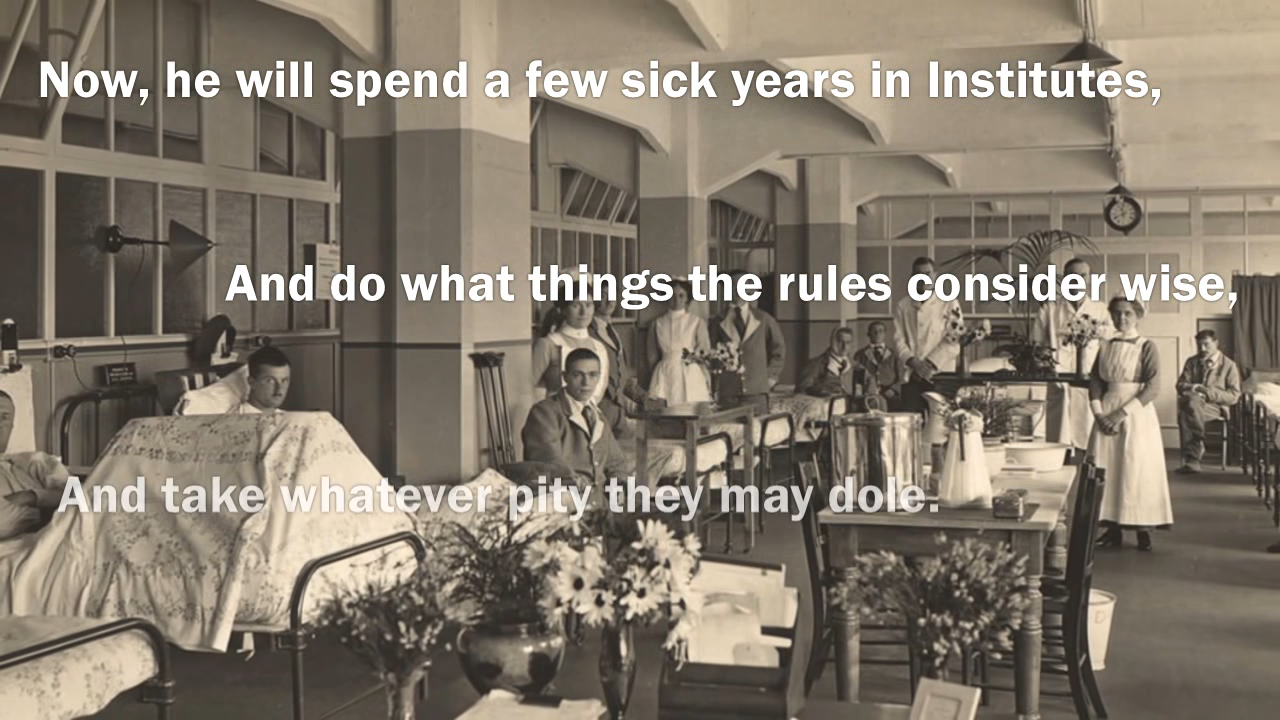 Now, he will spend a few sick years in Institutes,
And do what things the rules consider wise,
And take whatever pity they may dole.